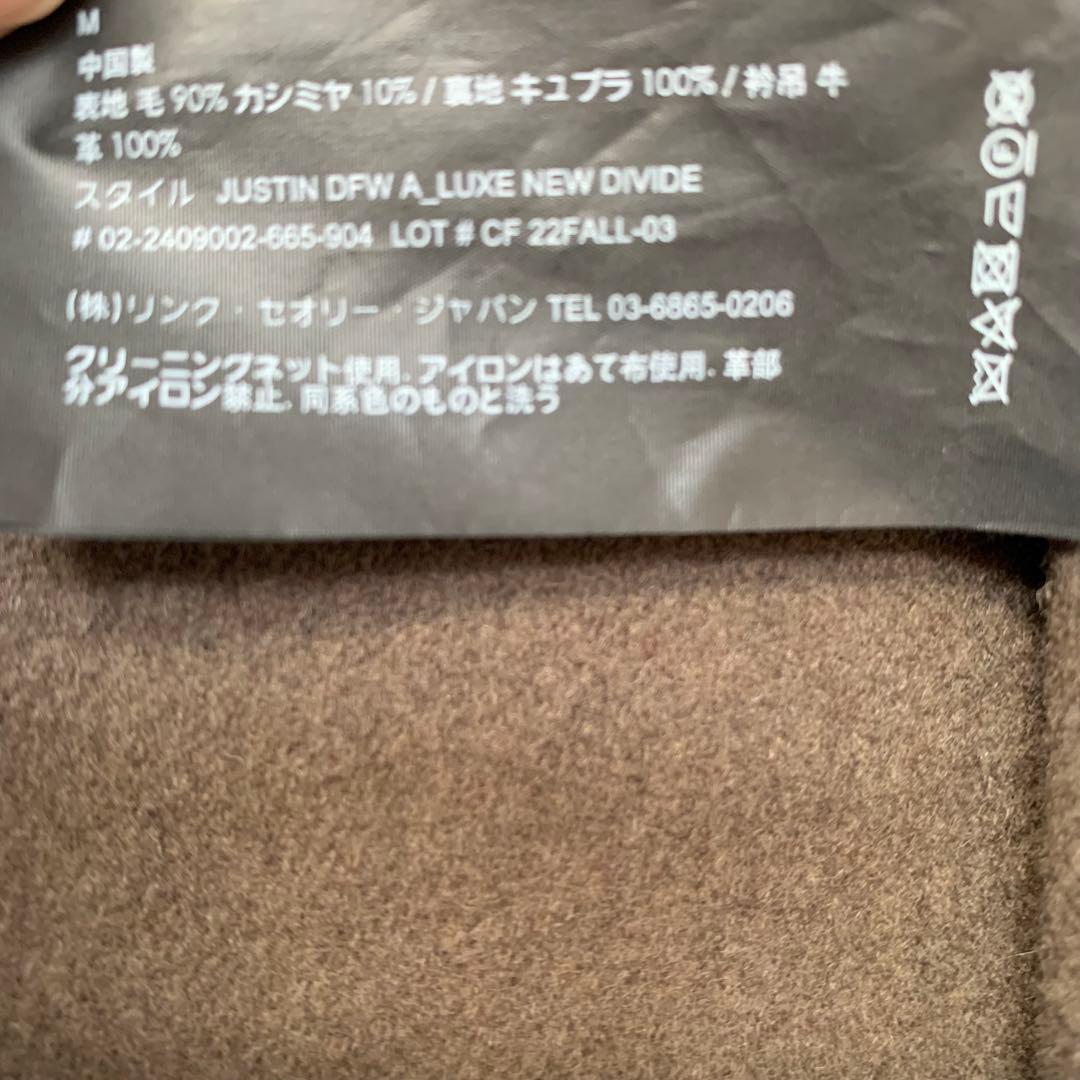 M
中国製
表地 毛 90% カシミヤ 10% / 裏地 キュプラ 100% / 衿吊 牛
革 100%
スタイル JUSTIN DFW A_LUXE NEW DIVIDE
# 02-2409002-665-904 LOT # CF 22FALL-03
(株)リンク・セオリー・ジャパン TEL 03-6865-0206
クリーニングネット使用. アイロンはあて布使用. 革部
分アイロン禁止. 同系色のものと洗う